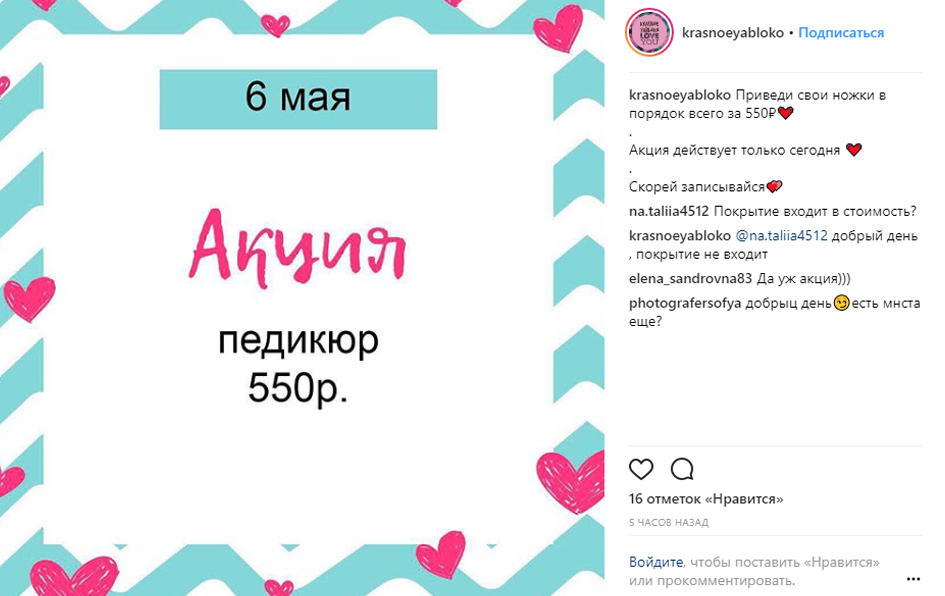 6 мая
Акция
педикюр
550р.
krasnoeyabloko • Подписаться
krasnoeyabloko Приведи свои ножки в
порядок всего за 550₽❤
.
Акция действует только сегодня ❤
.
Скорей записывайся💕
na.taliia4512 Покрытие входит в стоимость?
krasnoeyabloko @na.taliia4512 добрый день
, покрытие не входит
elena_sandrovna83 Да уж акция)))
photografersofya добрыц день😏есть мнста
еще?
16 отметок «Нравится»
5 ЧАСОВ НАЗАД
Войдите, чтобы поставить «Нравится»
или прокомментировать.